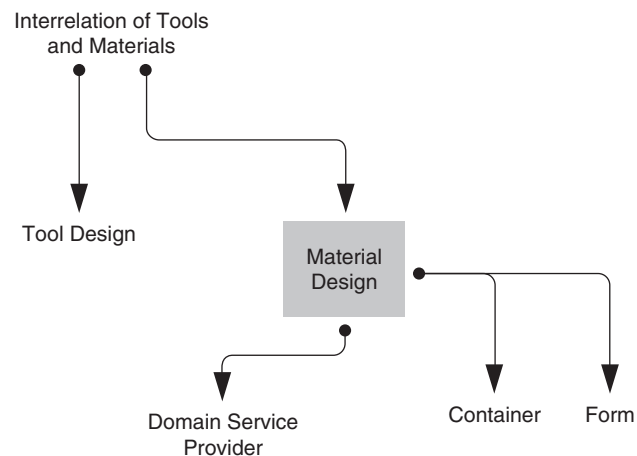 Interrelation of Tools
and Materials
Tool Design
Material
Design
Domain Service
Provider
Container
Form